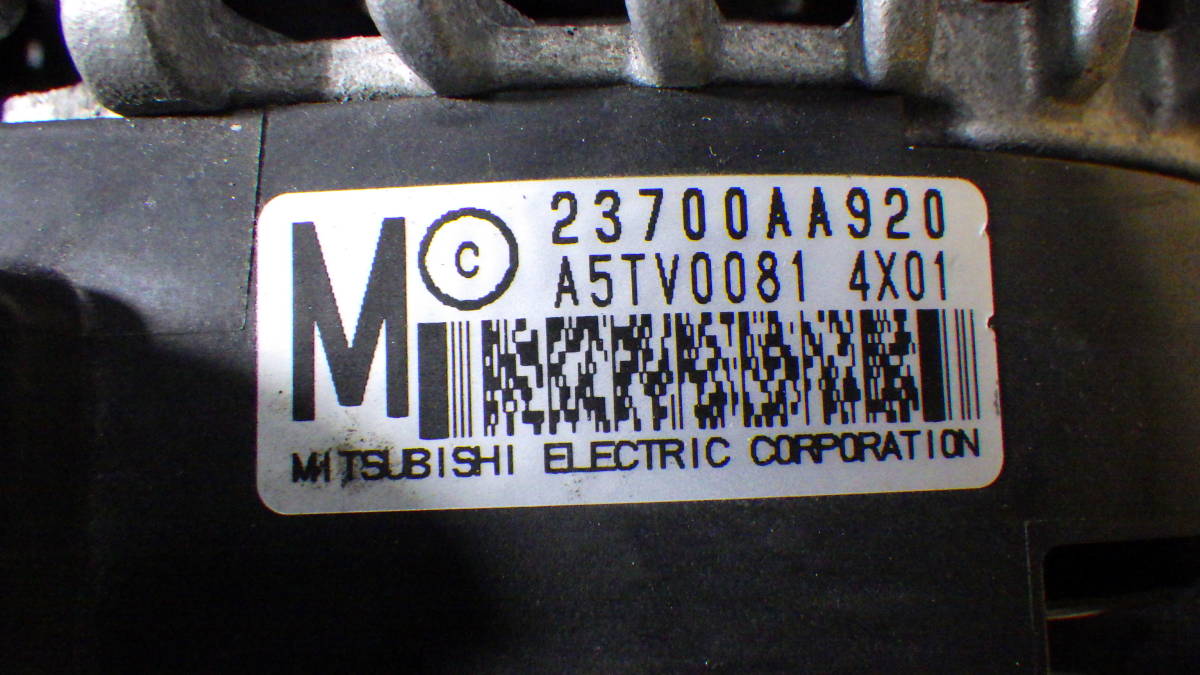 M © 23700AA920
A5TV0081 4X01
MITSUBISHI ELECTRIC CORPORATION